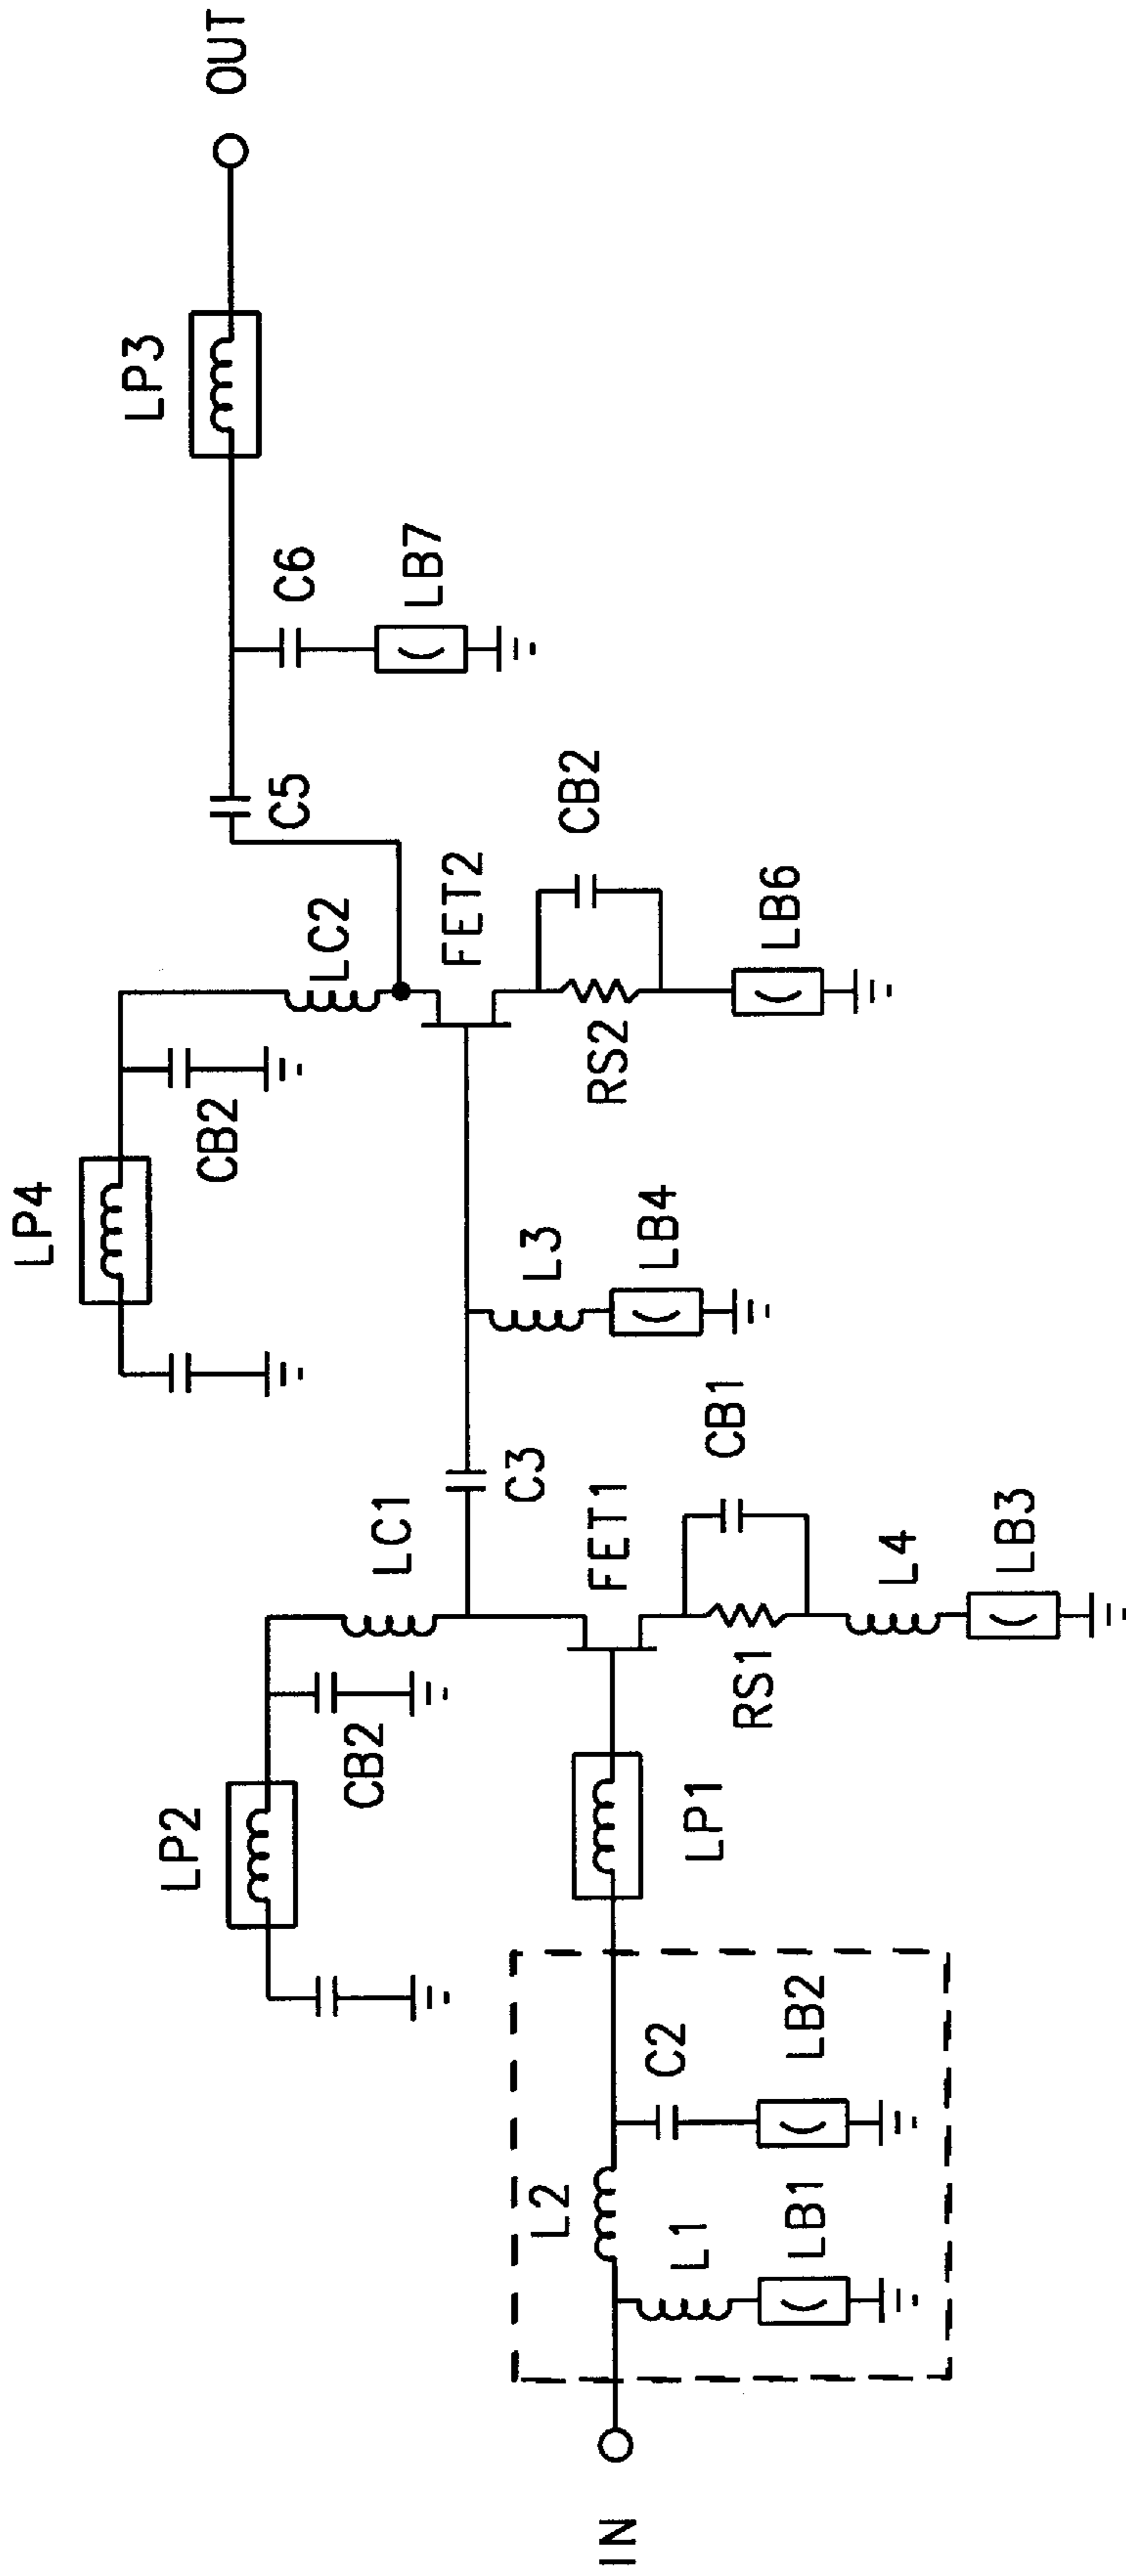 IN
L2
L1
LB1
C2
LB2
LP1
LP2
CB2
LC1
FET1
RS1
CB1
L4
LB3
C3
L3
LB4
LP4
CB2
LC2
FET2
RS2
CB2
LB6
C5
C6
LB7
LP3
OUT